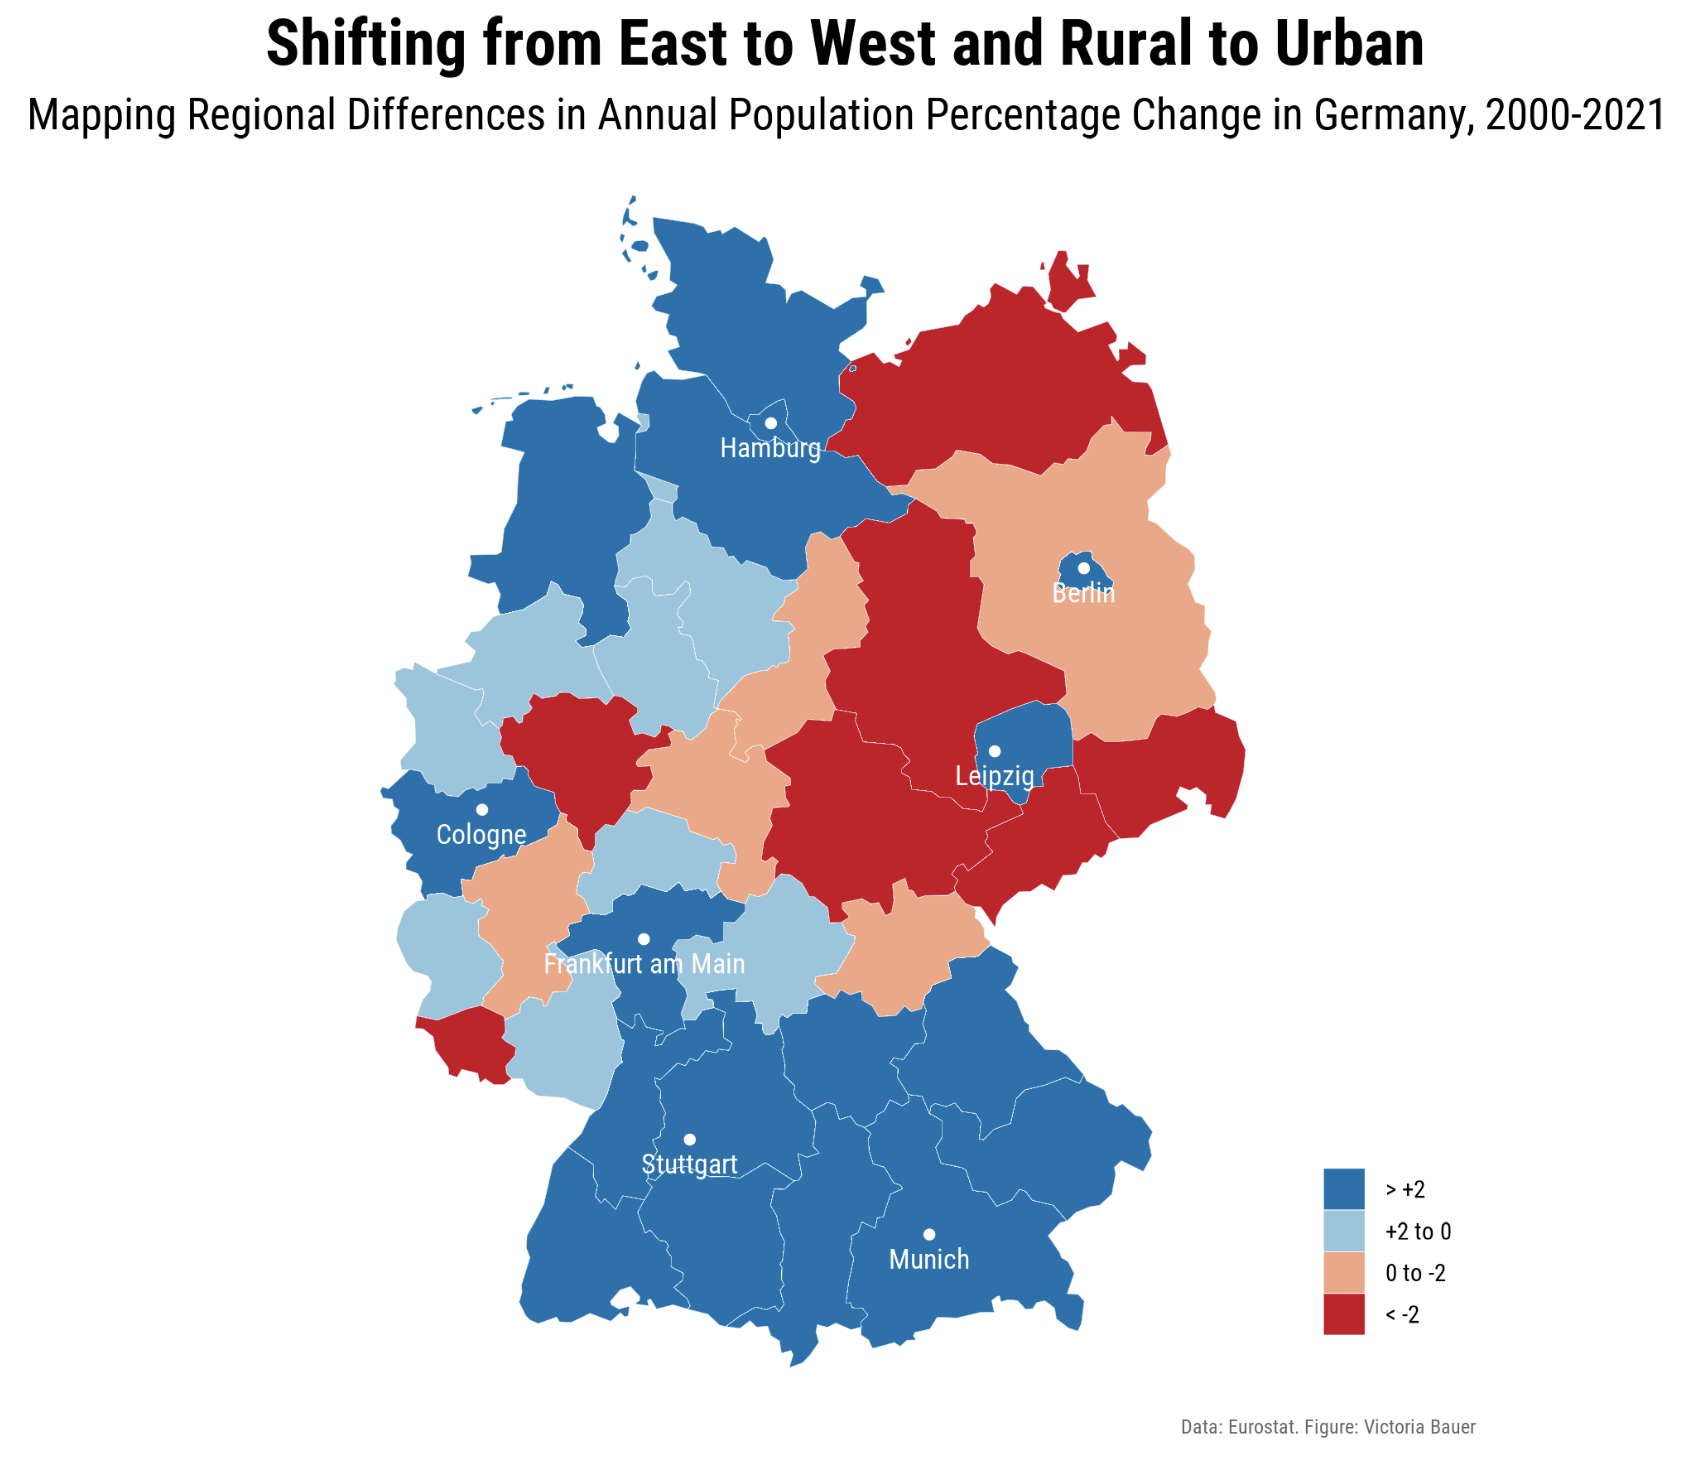 Shifting from East to West and Rural to Urban
Mapping Regional Differences in Annual Population Percentage Change in Germany, 2000-2021
Hamburg
Berlin
Leipzig
Cologne
Frankfurt am Main
Stuttgart
Munich
> +2
+2 to 0
0 to -2
< -2
Data: Eurostat. Figure: Victoria Bauer